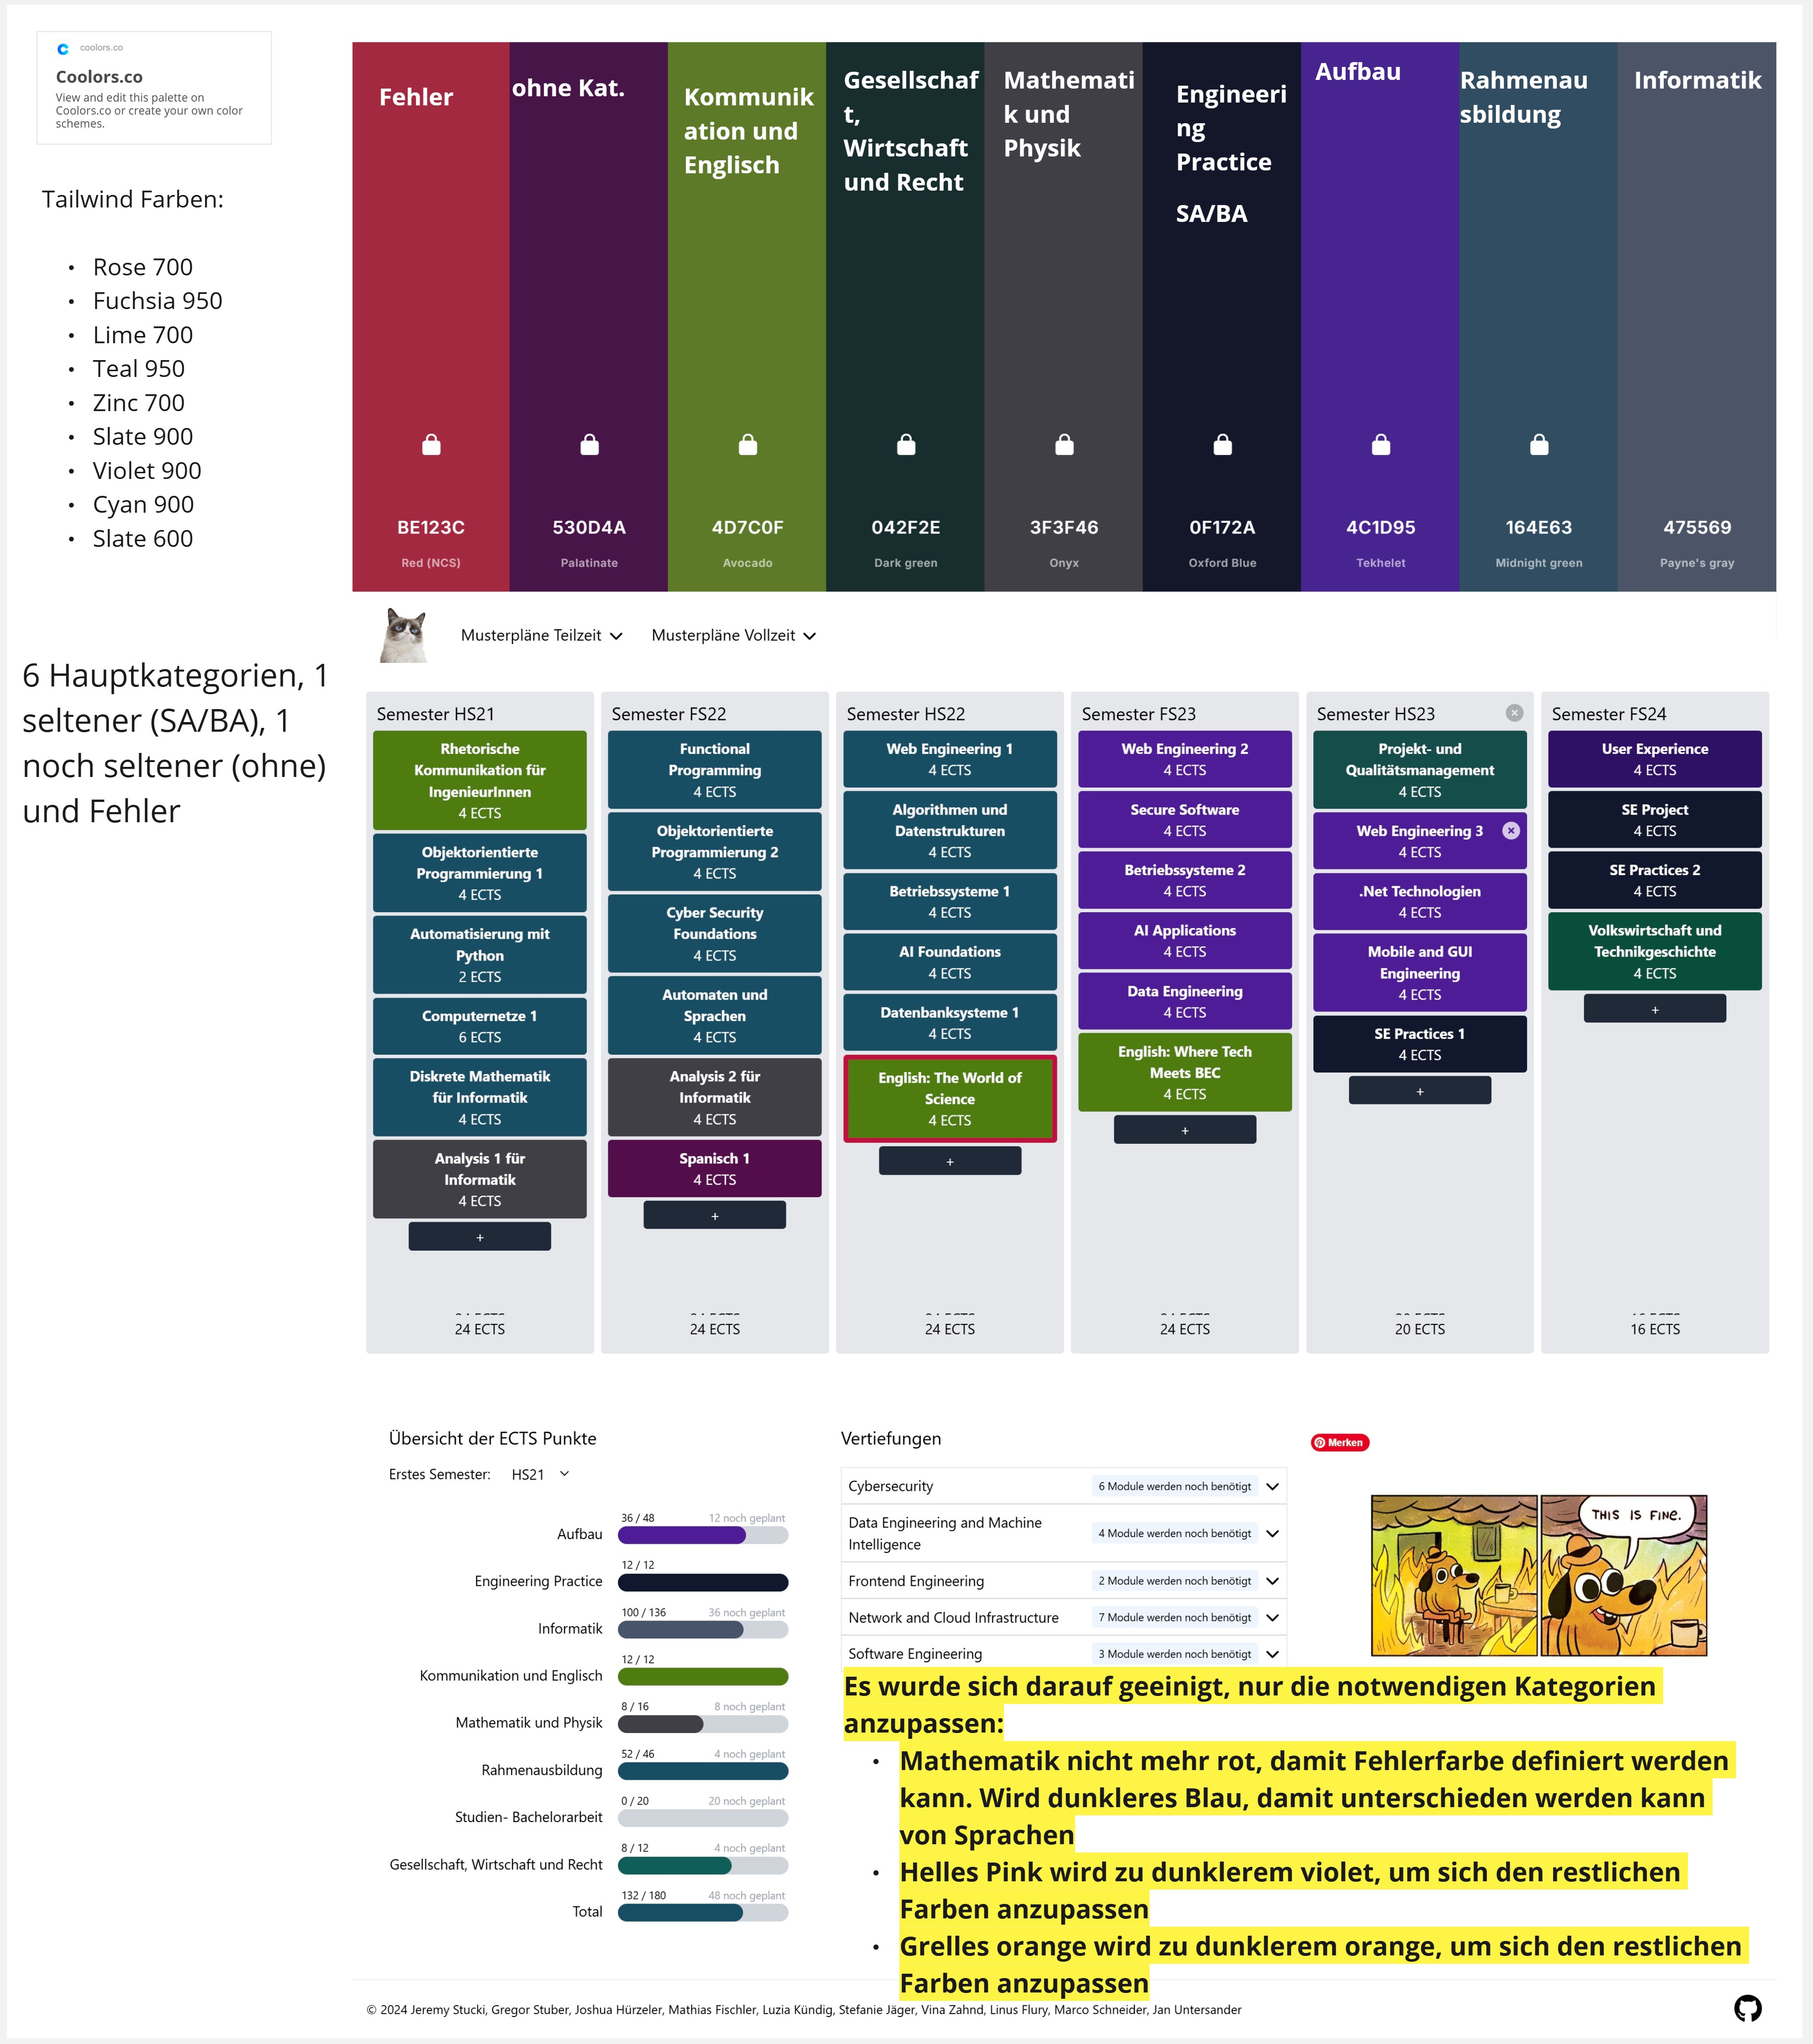 coolors.co
Coolors.co
View and edit this palette on
Coolors.co or create your own color
schemes.
Tailwind Farben:
• Rose 700
• Fuchsia 950
• Lime 700
• Teal 950
• Zinc 700
• Slate 900
• Violet 900
• Cyan 900
• Slate 600
6 Hauptkategorien, 1
seltener (SA/BA), 1
noch seltener (ohne)
und Fehler
Fehler
BE123C
Red (NCS)
ohne Kat.
530D4A
Palatinate
Kommunik
ation und
Englisch
4D7C0F
Avocado
Gesellschaf
t,
Wirtschaft
und Recht
042F2E
Dark green
Mathemati
k und
Physik
3F3F46
Onyx
Engineeri
ng
Practice
SA/BA
0F172A
Oxford Blue
Aufbau
4C1D95
Tekhelet
Rahmenau
sbildung
164E63
Midnight green
Informatik
475569
Payne's gray
Musterpläne Teilzeit
Musterpläne Vollzeit
Semester HS21
Rhetorische
Kommunikation für
IngenieurInnen
4 ECTS
Objektorientierte
Programmierung 1
4 ECTS
Automatisierung mit
Python
2 ECTS
Computernetze 1
6 ECTS
Diskrete Mathematik
für Informatik
4 ECTS
Analysis 1 für
Informatik
4 ECTS
+
24 ECTS
Semester FS22
Functional
Programming
4 ECTS
Objektorientierte
Programmierung 2
4 ECTS
Cyber Security
Foundations
4 ECTS
Automaten und
Sprachen
4 ECTS
Analysis 2 für
Informatik
4 ECTS
Spanisch 1
4 ECTS
+
24 ECTS
Semester HS22
Web Engineering 1
4 ECTS
Algorithmen und
Datenstrukturen
4 ECTS
Betriebssysteme 1
4 ECTS
AI Foundations
4 ECTS
Datenbanksysteme 1
4 ECTS
English: The World of
Science
4 ECTS
+
24 ECTS
Semester FS23
Web Engineering 2
4 ECTS
Secure Software
4 ECTS
Betriebssysteme 2
4 ECTS
AI Applications
4 ECTS
Data Engineering
4 ECTS
English: Where Tech
Meets BEC
4 ECTS
+
24 ECTS
Semester HS23
Projekt- und
Qualitätsmanagement
4 ECTS
Web Engineering 3
4 ECTS
.Net Technologien
4 ECTS
Mobile and GUI
Engineering
4 ECTS
SE Practices 1
4 ECTS
+
20 ECTS
Semester FS24
User Experience
4 ECTS
SE Project
4 ECTS
SE Practices 2
4 ECTS
Volkswirtschaft und
Technikgeschichte
4 ECTS
+
16 ECTS
Übersicht der ECTS Punkte
Erstes Semester: HS21
36 / 48 12 noch geplant
Aufbau
12 / 12
Engineering Practice
100 / 136 36 noch geplant
Informatik
12 / 12
Kommunikation und Englisch
8 / 16 8 noch geplant
Mathematik und Physik
52 / 46 4 noch geplant
Rahmenausbildung
0 / 20 20 noch geplant
Studien- Bachelorarbeit
8 / 12 4 noch geplant
Gesellschaft, Wirtschaft und Recht
132 / 180 48 noch geplant
Total
Vertiefungen
Cybersecurity 6 Module werden noch benötigt
Data Engineering and Machine
Intelligence
4 Module werden noch benötigt
Frontend Engineering 2 Module werden noch benötigt
Network and Cloud Infrastructure 7 Module werden noch benötigt
Software Engineering 3 Module werden noch benötigt
Merken
THIS IS FINE.
Es wurde sich darauf geeinigt, nur die notwendigen Kategorien
anzupassen:
• Mathematik nicht mehr rot, damit Fehlerfarbe definiert werden
kann. Wird dunkleres Blau, damit unterschieden werden kann
von Sprachen
• Helles Pink wird zu dunklerem violet, um sich den restlichen
Farben anzupassen
• Grelles orange wird zu dunklerem orange, um sich den restlichen
Farben anzupassen
© 2024 Jeremy Stucki, Gregor Stuber, Joshua Hürzeler, Mathias Fischler, Luzia Kündig, Stefanie Jäger, Vina Zahnd, Linus Flury, Marco Schneider, Jan Untersander